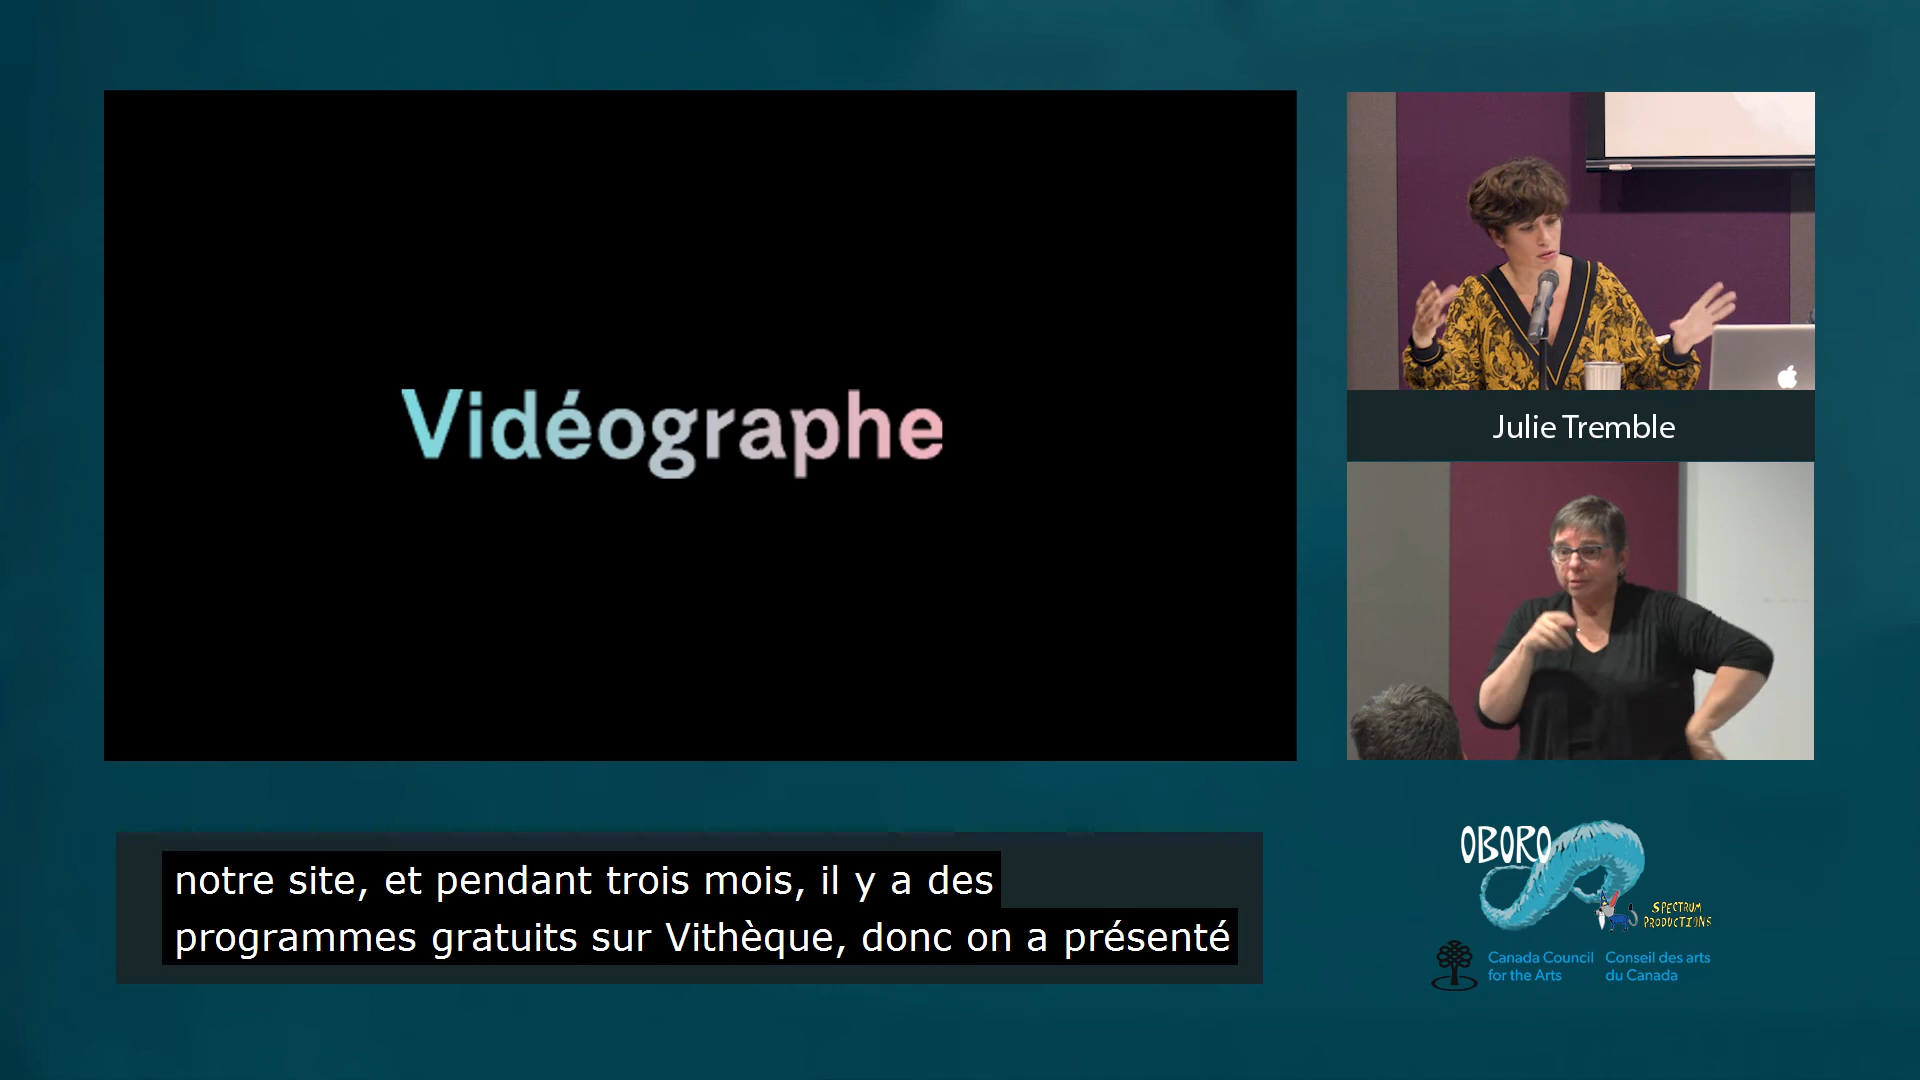 Vidéographe
Julie Tremble
notre site, et pendant trois mois, il y a des
programmes gratuits sur Vithèque, donc on a présenté
OBORO
SPECTRUM
PRODUCTIONS
Canada Council
for the Arts
Conseil des arts
du Canada